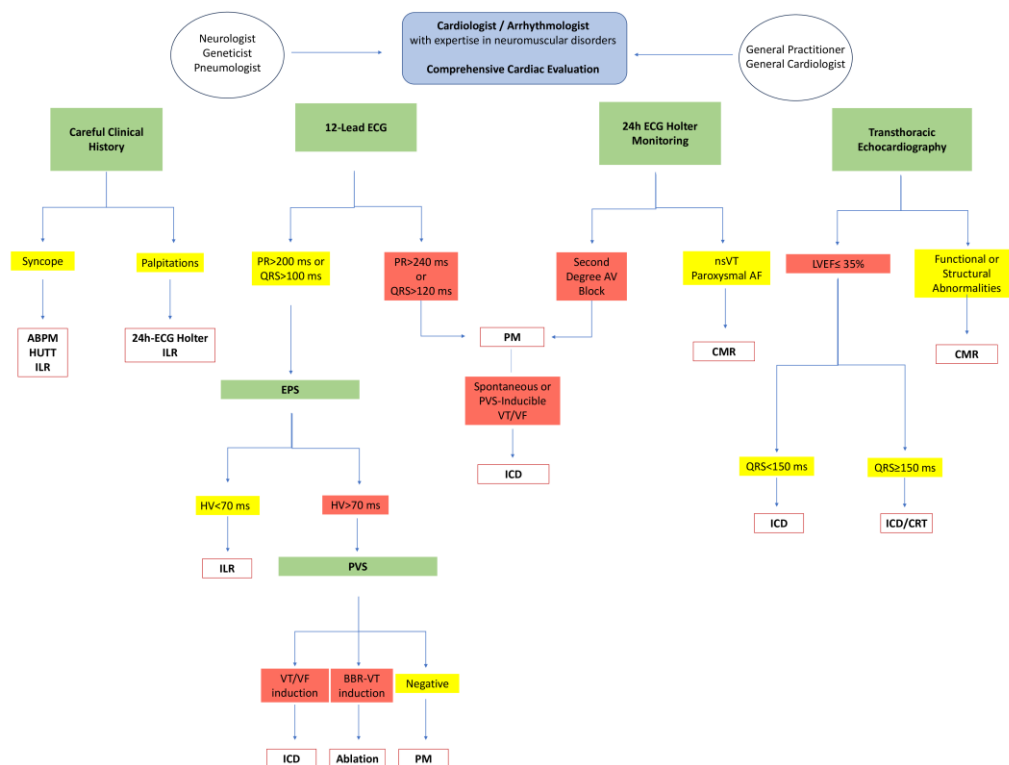 Neurologist
Geneticist
Pneumologist
Cardiologist / Arrhythmologist
with expertise in neuromuscular disorders
Comprehensive Cardiac Evaluation
General Practitioner
General Cardiologist
Careful Clinical
History
12-Lead ECG
24h ECG Holter
Monitoring
Transthoracic
Echocardiography
Syncope
Palpitations
PR>200 ms or
QRS>100 ms
PR>240 ms
or
QRS>120 ms
Second
Degree AV
Block
nsVT
Paroxysmal AF
LVEF≤ 35%
Functional or
Structural
Abnormalities
ABPM
HUTT
ILR
24h-ECG Holter
ILR
PM
CMR
CMR
EPS
Spontaneous or
PVS-Inducible
VT/VF
ICD
QRS<150 ms
QRS≥150 ms
HV<70 ms
HV>70 ms
ICD
ICD/CRT
ILR
PVS
VT/VF
induction
BBR-VT
induction
Negative
ICD
Ablation
PM